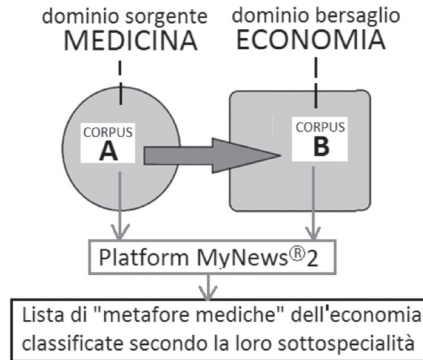 dominio sorgente
MEDICINA
dominio bersaglio
ECONOMIA
CORPUS
A
CORPUS
B
Platform MyNews®2
Lista di "metafore mediche" dell'economia
classificate secondo la loro sottospecialità